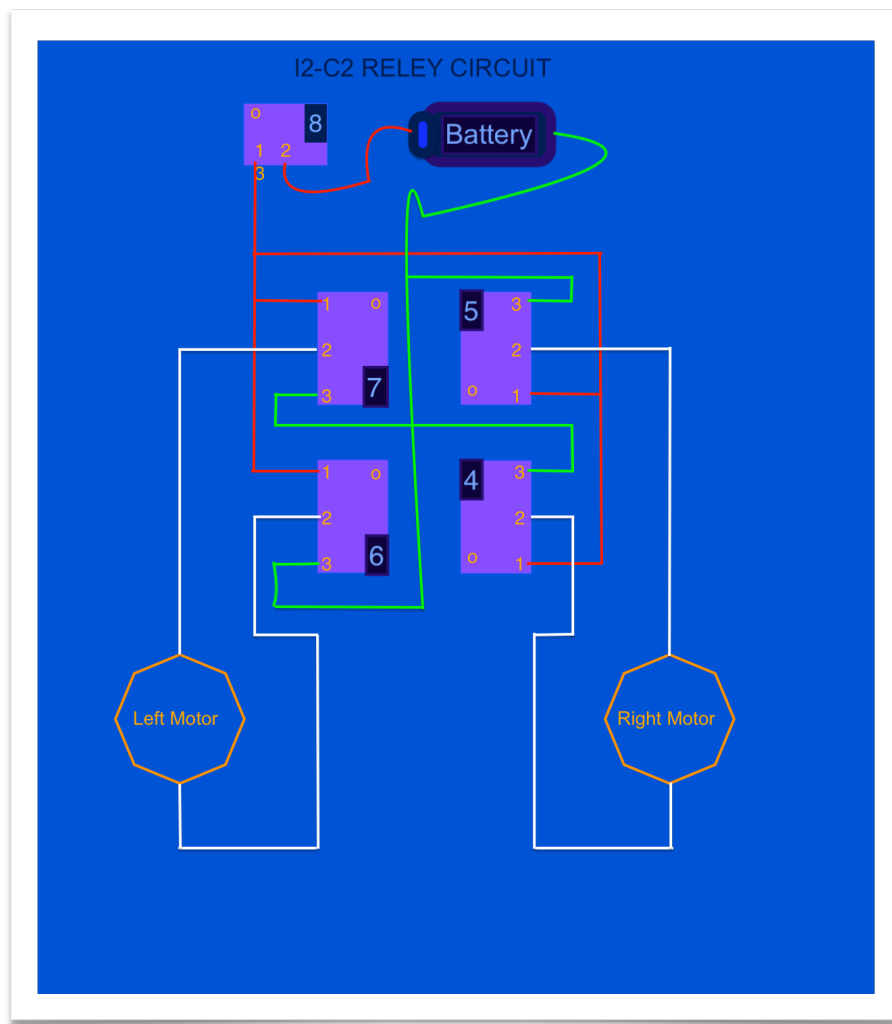 I2-C2 RELEY CIRCUIT
o
8
1 2
3
Battery
1 o
2
3 7
5 3
2
o 1
1 o
2
3 6
4 3
2
o 1
Left Motor
Right Motor